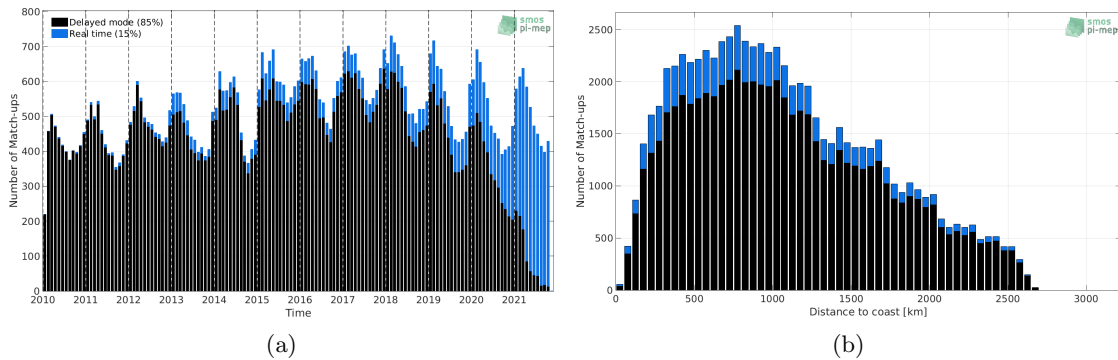 Delayed mode (85%)
Real time (15%)
smos
pi-mep
800
700
600
500
400
300
200
100
0
Number of Match-ups
2010 2011 2012 2013 2014 2015 2016 2017 2018 2019 2020 2021
Time
(a)
smos
pi-mep
2500
2000
1500
1000
500
0
Number of Match-ups
0 500 1000 1500 2000 2500 3000
Distance to coast [km]
(b)